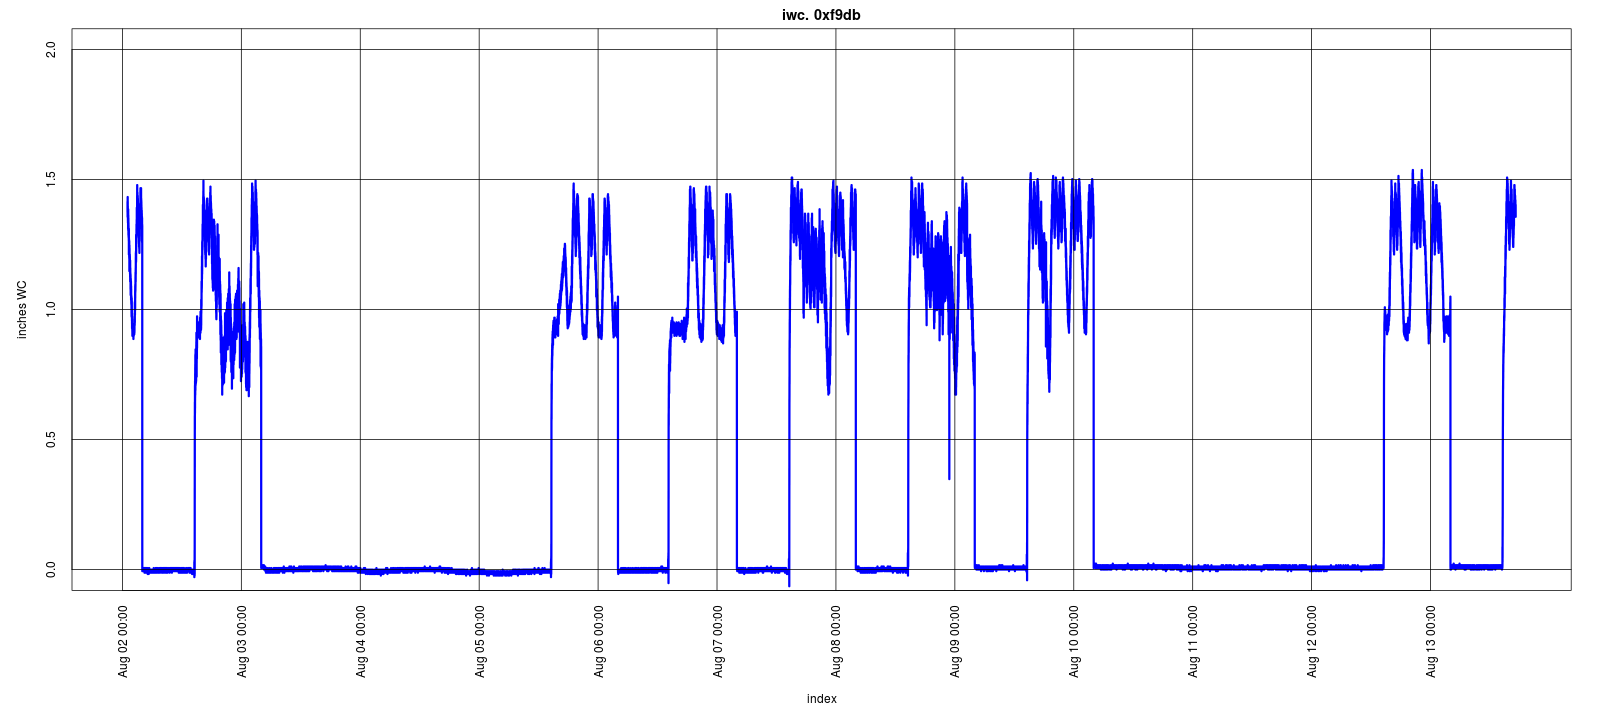 iwc. 0xf9db
inches WC
2.0
1.5
1.0
0.5
0.0
Aug 02 00:00
Aug 03 00:00
Aug 04 00:00
Aug 05 00:00
Aug 06 00:00
Aug 07 00:00
Aug 08 00:00
Aug 09 00:00
Aug 10 00:00
Aug 11 00:00
Aug 12 00:00
Aug 13 00:00
index